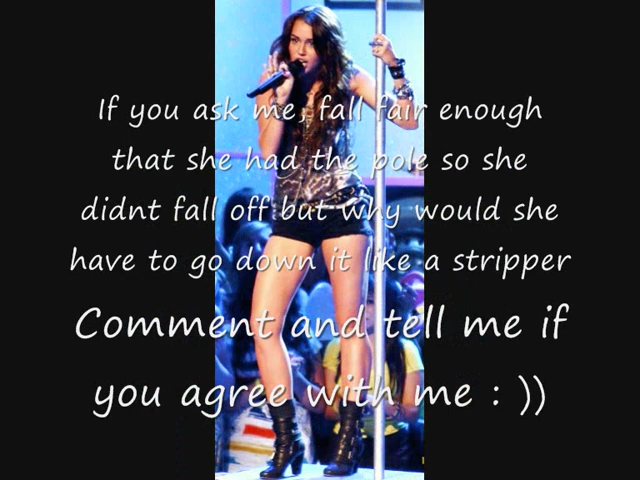 If you ask me, fall fair enough
that she had the pole so she
didnt fall off but why would she
have to go down it like a stripper
Comment and tell me if
you agree with me : ))